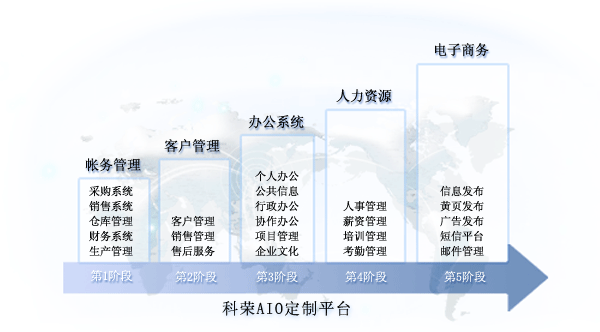 电子商务
人力资源
办公系统
客户管理
帐务管理
采购系统
销售系统
仓库管理
财务系统
生产管理
客户管理
销售管理
售后服务
个人办公
公共信息
行政办公
协作办公
项目管理
企业文化
人事管理
薪资管理
培训管理
考勤管理
信息发布
黄页发布
广告发布
短信平台
邮件管理
第1阶段
第2阶段
第3阶段
第4阶段
第5阶段
科荣AIO定制平台